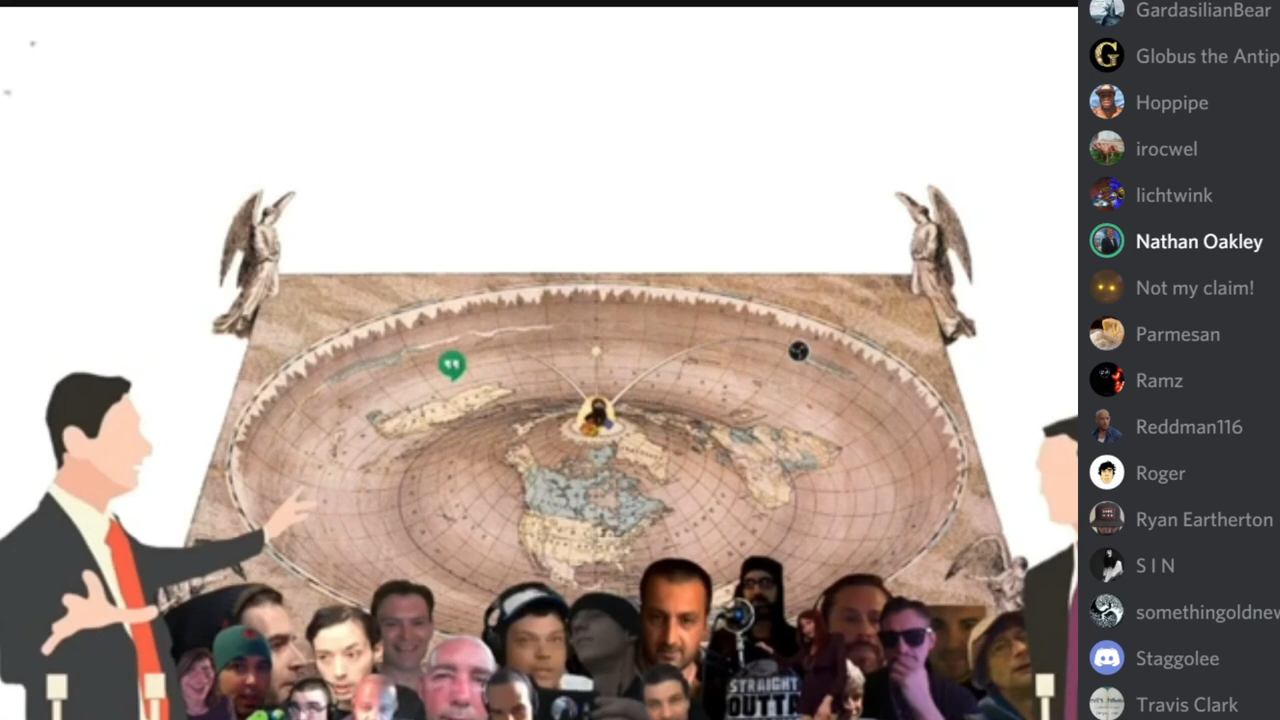 GardasilianBear
Globus the Antip
Hoppipe
irocwel
lichtwink
Nathan Oakley
Not my claim!
Parmesan
Ramz
Reddman116
Roger
Ryan Eartherton
S I N
somethingoldnew
Staggolee
Travis Clark
STRAIGHT
OUTTA